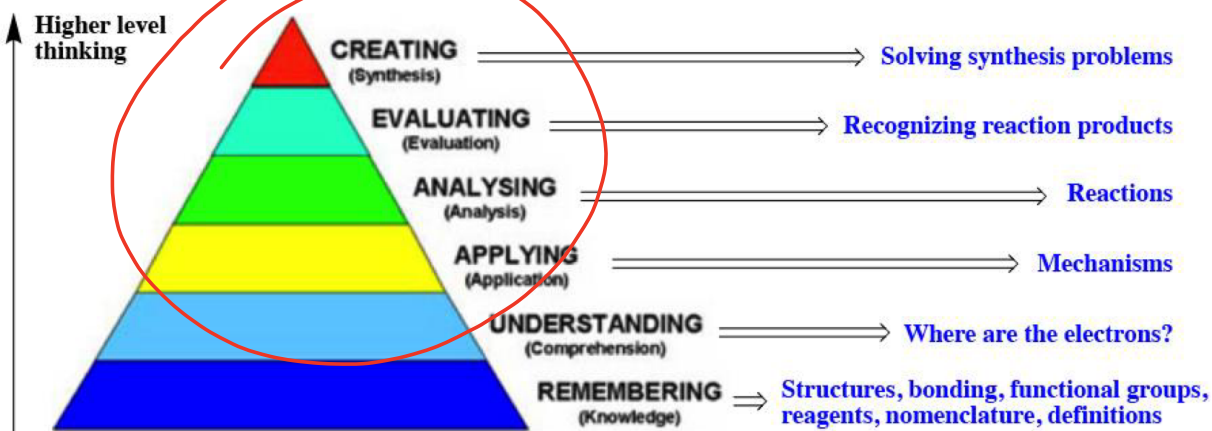 Higher level
thinking
CREATING
(Synthesis)
Solving synthesis problems
EVALUATING
(Evaluation)
Recognizing reaction products
ANALYSING
(Analysis)
Reactions
APPLYING
(Application)
Mechanisms
UNDERSTANDING
(Comprehension)
Where are the electrons?
REMEMBERING
(Knowledge)
Structures, bonding, functional groups,
reagents, nomenclature, definitions